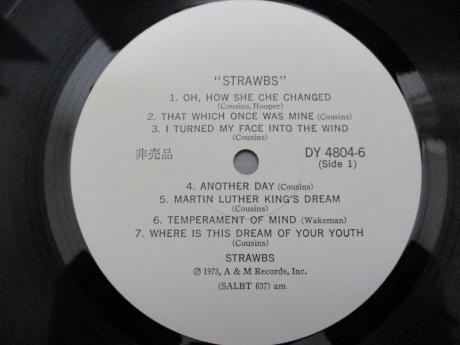 "STRAWBS"
1. OH, HOW SHE CHE CHANGED
(Cousins, Hooper)
2. THAT WHICH ONCE WAS MINE (Cousins)
3. I TURNED MY FACE INTO THE WIND
(Cousins)
非売品
DY 4804-6
(Side 1)
4. ANOTHER DAY (Cousins)
5. MARTIN LUTHER KING'S DREAM
(Cousins)
6. TEMPERAMENT OF MIND (Wakeman)
7. WHERE IS THIS DREAM OF YOUR YOUTH
(Cousins)
STRAWBS
℗ 1973, A & M Records, Inc.
(SALBT 637) am